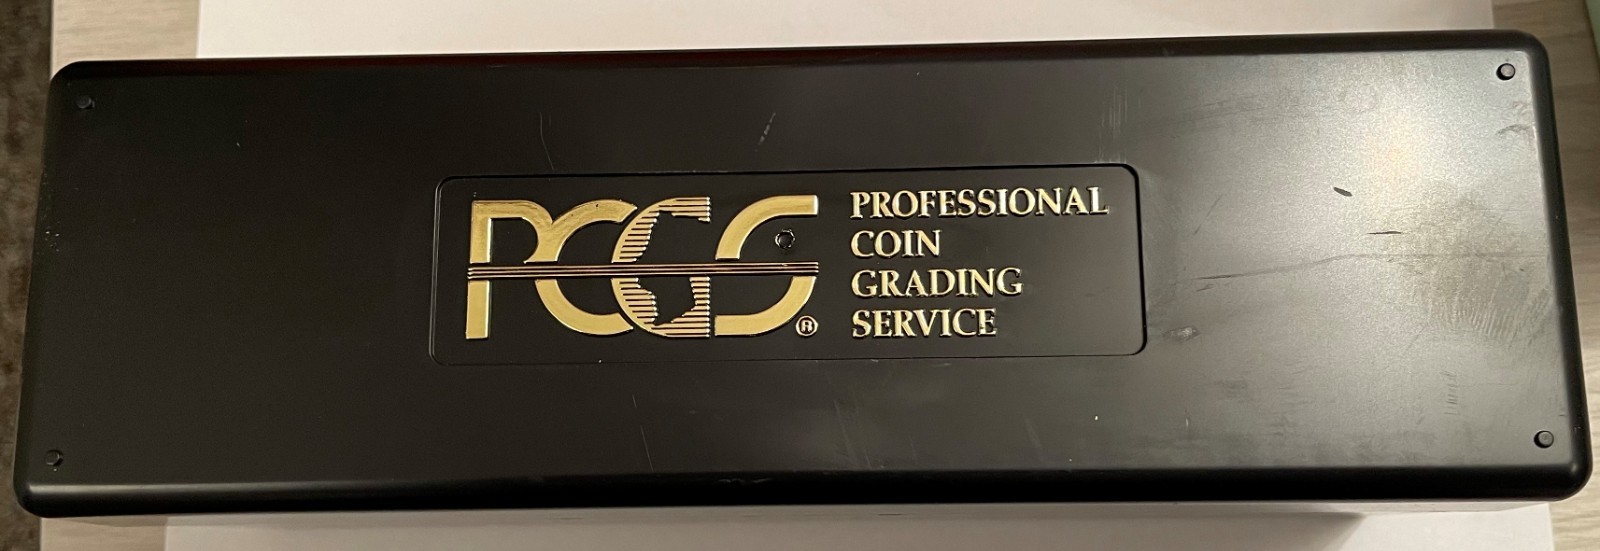 PCGS®
PROFESSIONAL
COIN
GRADING
SERVICE